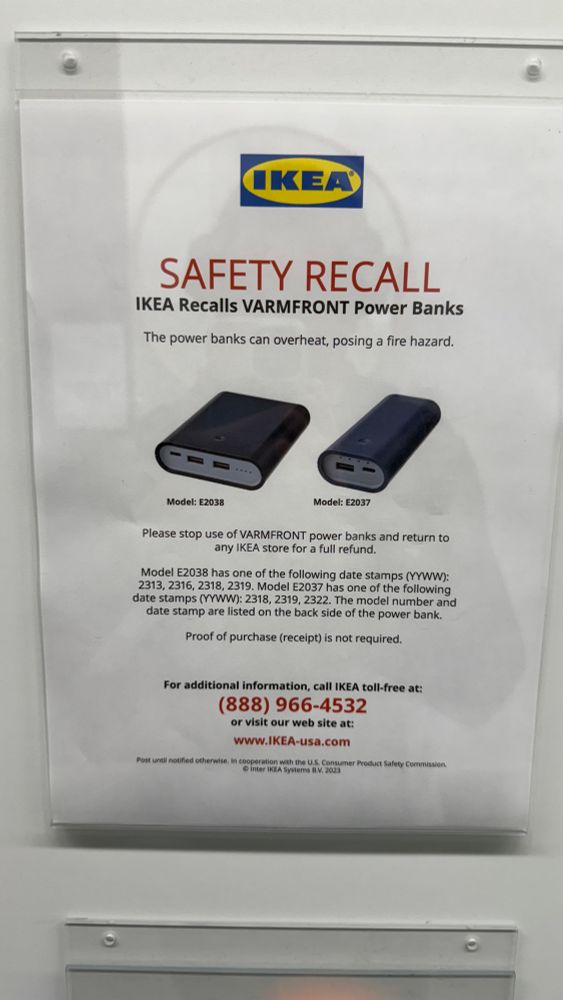 IKEA®
SAFETY RECALL
IKEA Recalls VARMFRONT Power Banks
The power banks can overheat, posing a fire hazard.
Model: E2038
Model: E2037
Please stop use of VARMFRONT power banks and return to
any IKEA store for a full refund.
Model E2038 has one of the following date stamps (YYWW):
2313, 2316, 2318, 2319. Model E2037 has one of the following
date stamps (YYWW): 2318, 2319, 2322. The model number and
date stamp are listed on the back side of the power bank.
Proof of purchase (receipt) is not required.
For additional information, call IKEA toll-free at:
(888) 966-4532
or visit our web site at:
www.IKEA-usa.com
Post until notified otherwise. In cooperation with the U.S. Consumer Product Safety Commission.
© Inter IKEA Systems B.V. 2023